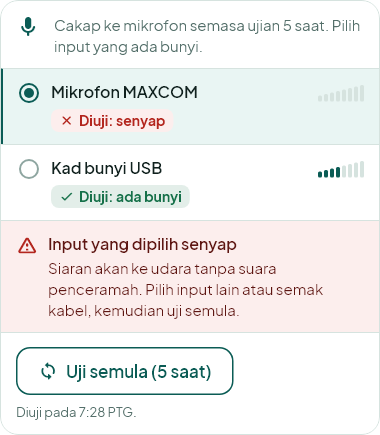 Cakap ke mikrofon semasa ujian 5 saat. Pilih
input yang ada bunyi.
Mikrofon MAXCOM
Diuji: senyap
Kad bunyi USB
Diuji: ada bunyi
Input yang dipilih senyap
Siaran akan ke udara tanpa suara
penceramah. Pilih input lain atau semak
kabel, kemudian uji semula.
Uji semula (5 saat)
Diuji pada 7:28 PTG.